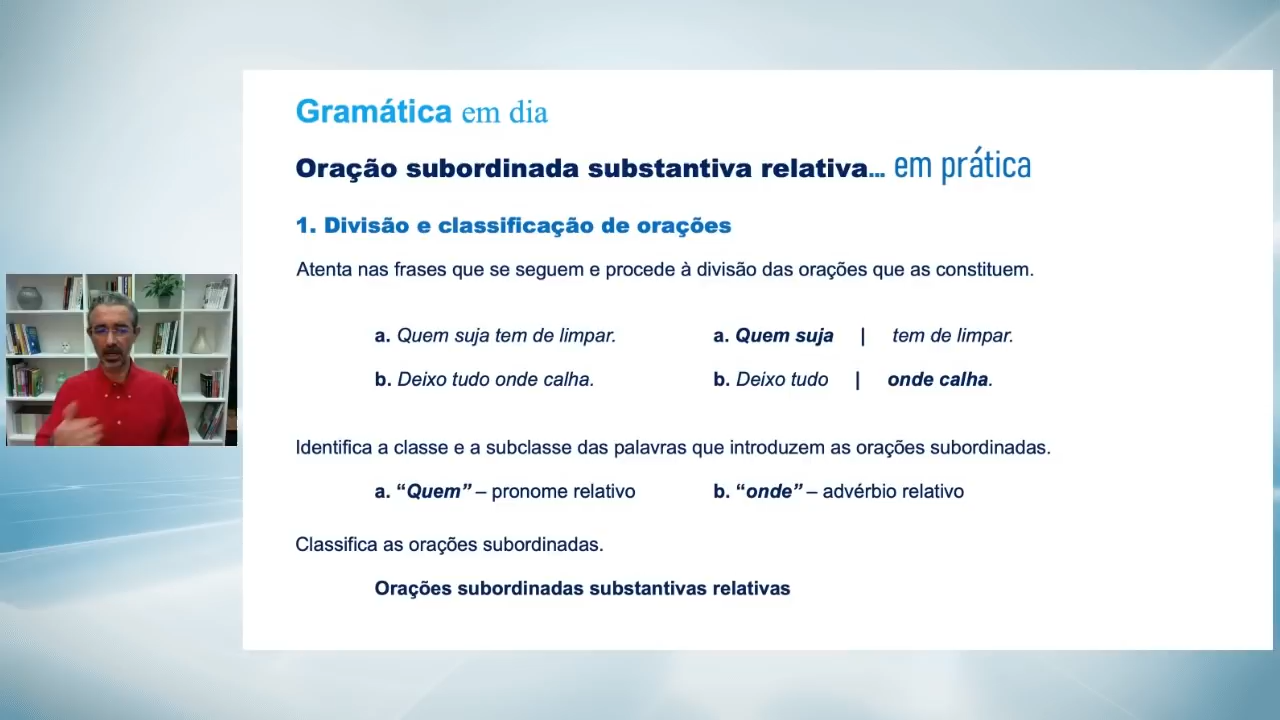 Gramática em dia
Oração subordinada substantiva relativa... em prática
1. Divisão e classificação de orações
Atenta nas frases que se seguem e procede à divisão das orações que as constituem.
a. Quem suja tem de limpar. a. Quem suja | tem de limpar.
b. Deixo tudo onde calha. b. Deixo tudo | onde calha.
Identifica a classe e a subclasse das palavras que introduzem as orações subordinadas.
a. “Quem” – pronome relativo b. “onde” – advérbio relativo
Classifica as orações subordinadas.
Orações subordinadas substantivas relativas